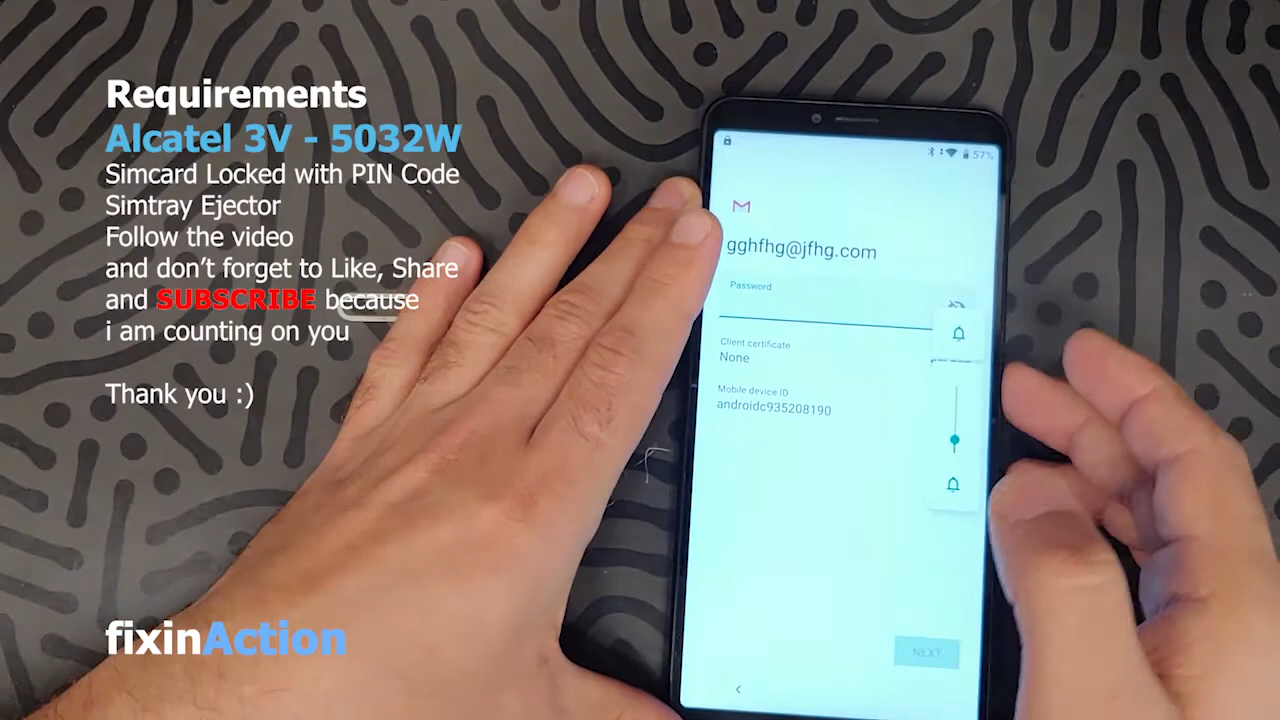 Requirements
Alcatel 3V - 5032W
Simcard Locked with PIN Code
Simtray Ejector
Follow the video
and don't forget to Like, Share
and SUBSCRIBE because
i am counting on you
Thank you :)
fixinAction
57%
gghfhg@jfhg.com
Password
Client certificate
None
Mobile device ID
androidc935208190
NEXT